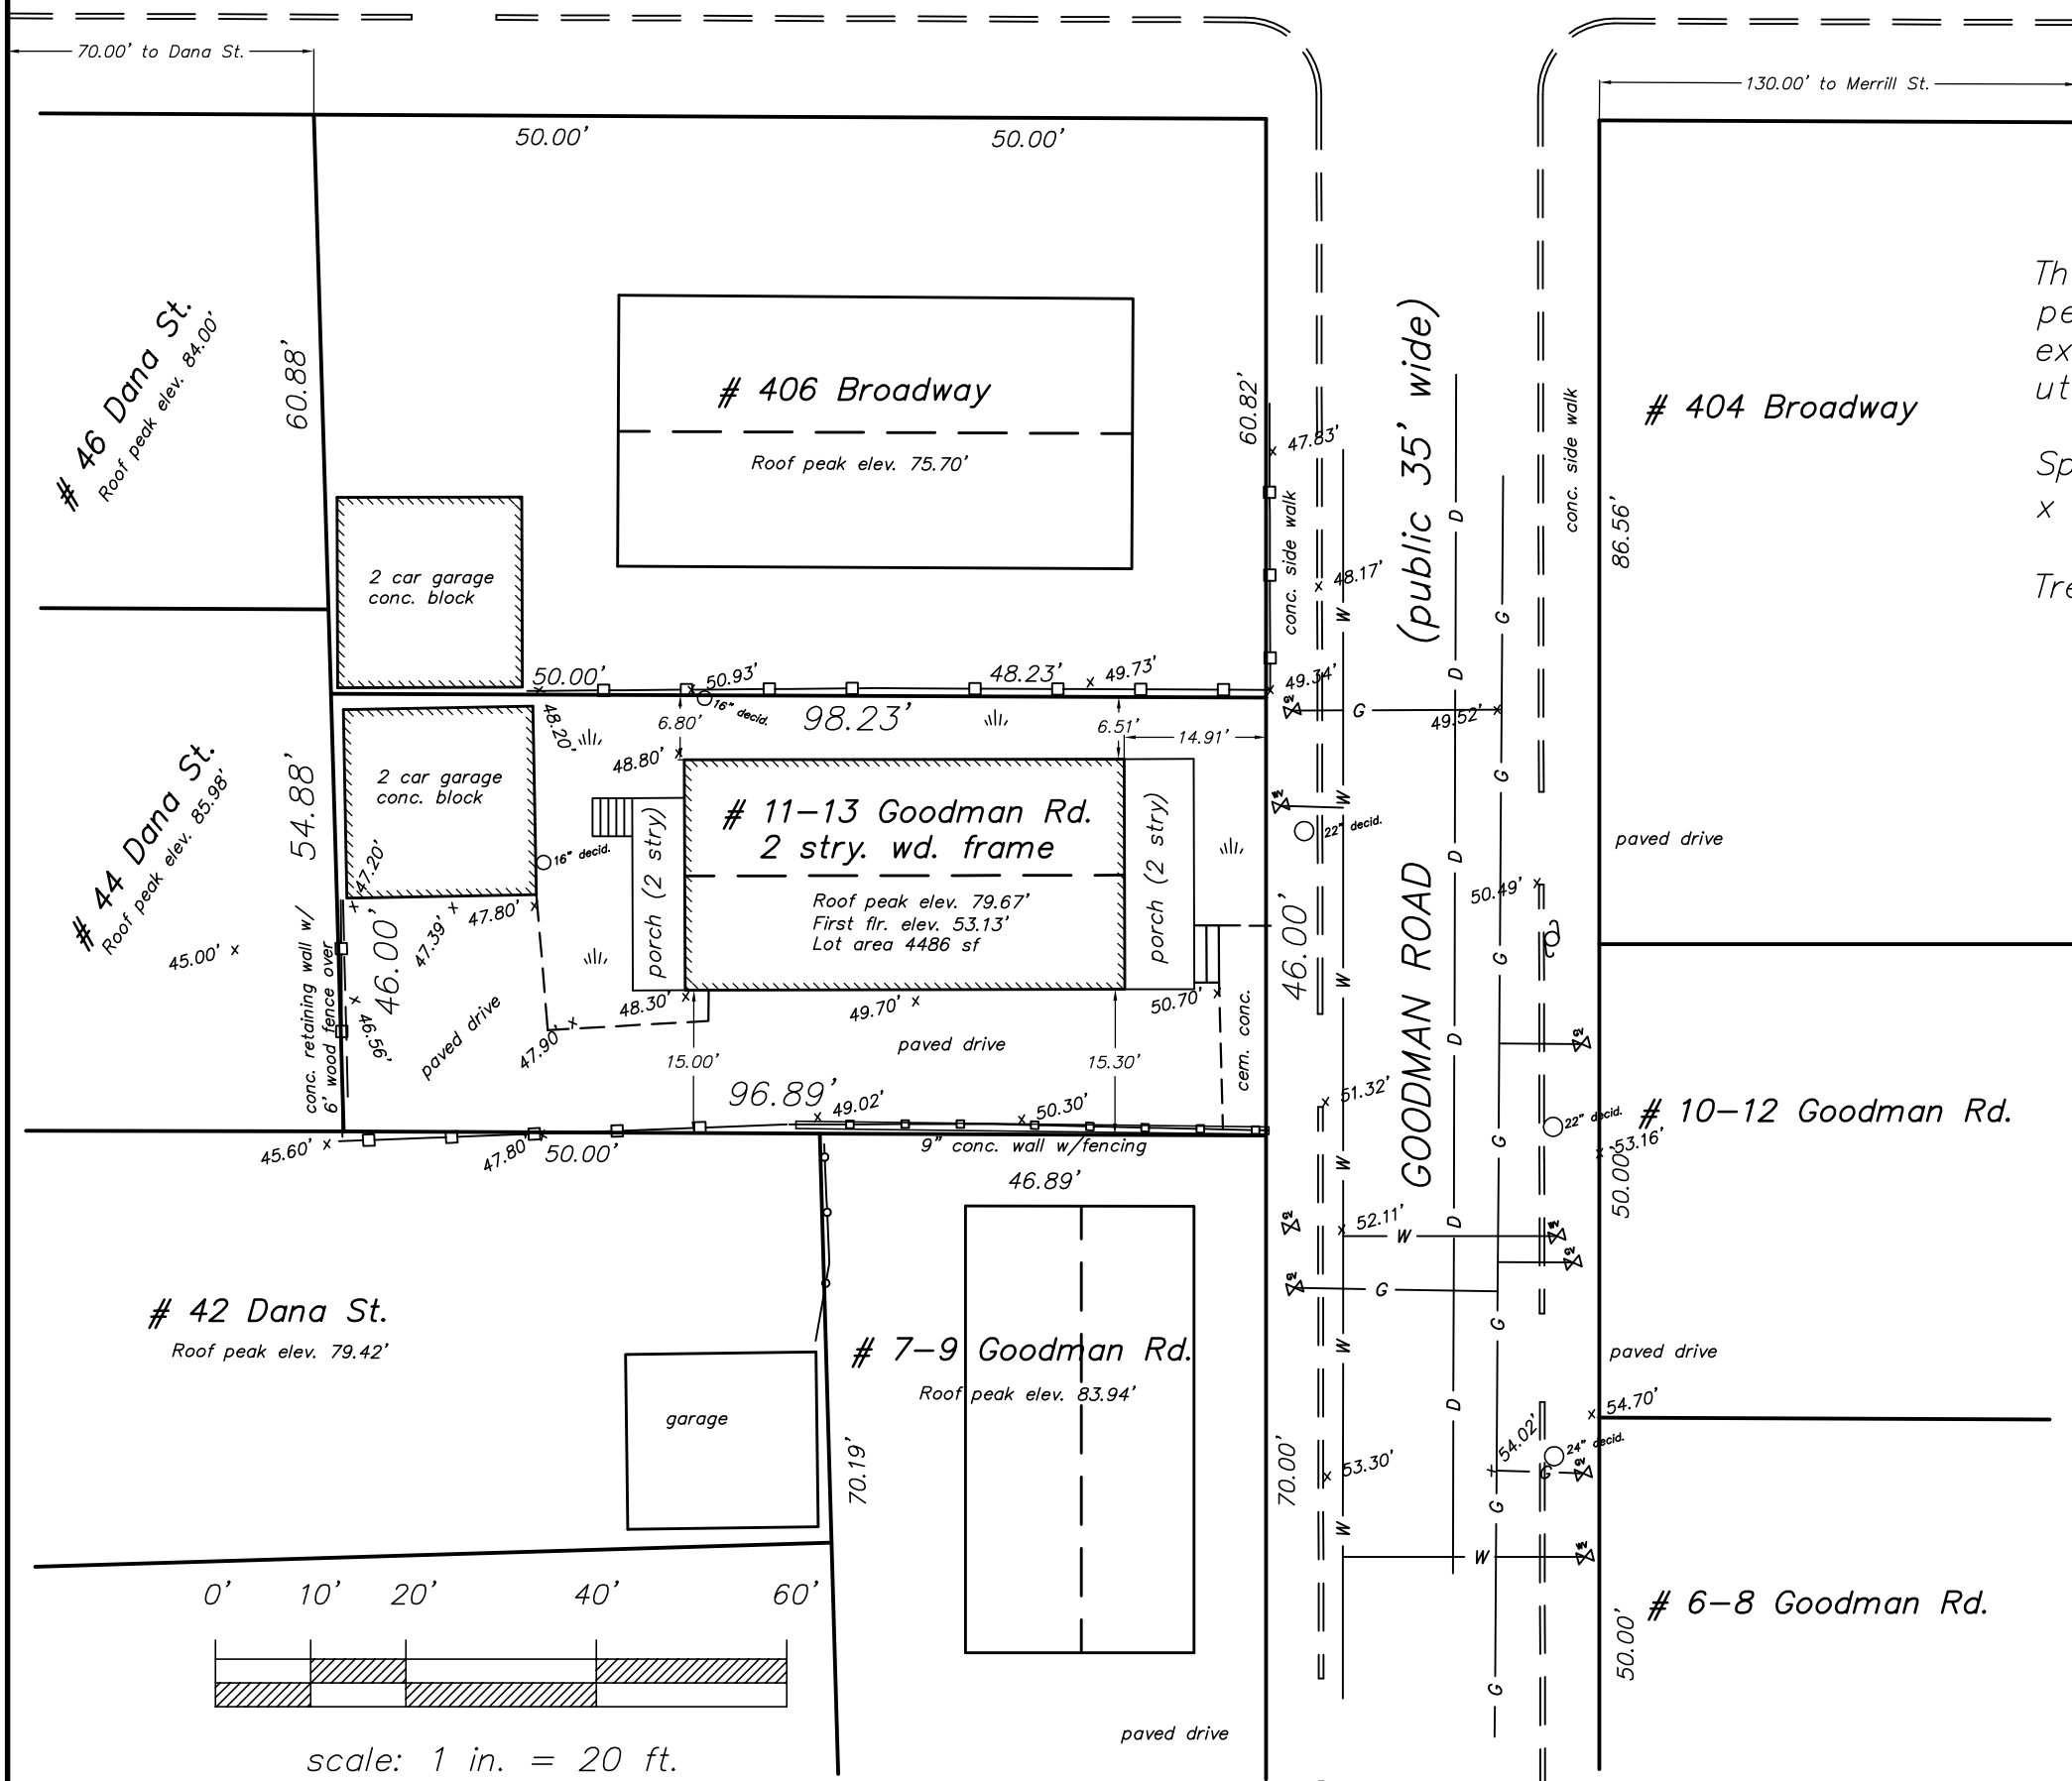 70.00' to Dana St.
130.00' to Merrill St.
50.00'
50.00'
# 46 Dana St.
Roof peak elev. 84.00'
60.88'
# 406 Broadway
Roof peak elev. 75.70'
60.82'
47.83'
conc. side walk
48.17'
(public 35' wide)
GOODMAN ROAD
conc. side walk
# 404 Broadway
86.56'
Th
pe
ex
ut
Sp
x
Tre
2 car garage
conc. block
50.00'
50.93'
16" decid.
48.23'
49.73'
49.34'
98.23'
6.80'
6.51'
14.91'
49.52'
48.20'
48.80'
# 44 Dana St.
Roof peak elev. 85.98'
45.00' x
54.88'
2 car garage
conc. block
47.20'
16" decid.
porch (2 stry)
# 11-13 Goodman Rd.
2 stry. wd. frame
Roof peak elev. 79.67'
First flr. elev. 53.13'
Lot area 4486 sf
porch (2 stry)
22" decid.
paved drive
50.49'
46.00'
47.39'
47.80'
46.00'
conc. retaining wall w/
6' wood fence over
46.56'
paved drive
47.90'
48.30'
49.70'
50.70'
paved drive
cem. conc.
15.00'
15.30'
96.89'
49.02'
50.30'
51.32'
22" decid.
# 10-12 Goodman Rd.
53.16'
50.00'
45.60' x
47.80'
50.00'
9" conc. wall w/fencing
46.89'
52.11'
# 42 Dana St.
Roof peak elev. 79.42'
garage
# 7-9 Goodman Rd.
Roof peak elev. 83.94'
70.19'
70.00'
53.30'
paved drive
54.70'
54.02'
24" decid.
# 6-8 Goodman Rd.
50.00'
W
W
W
W
W
W
W
W
D
D
D
D
D
D
G
G
G
G
G
G
G
G
G
G
0' 10' 20' 40' 60'
scale: 1 in. = 20 ft.
paved drive